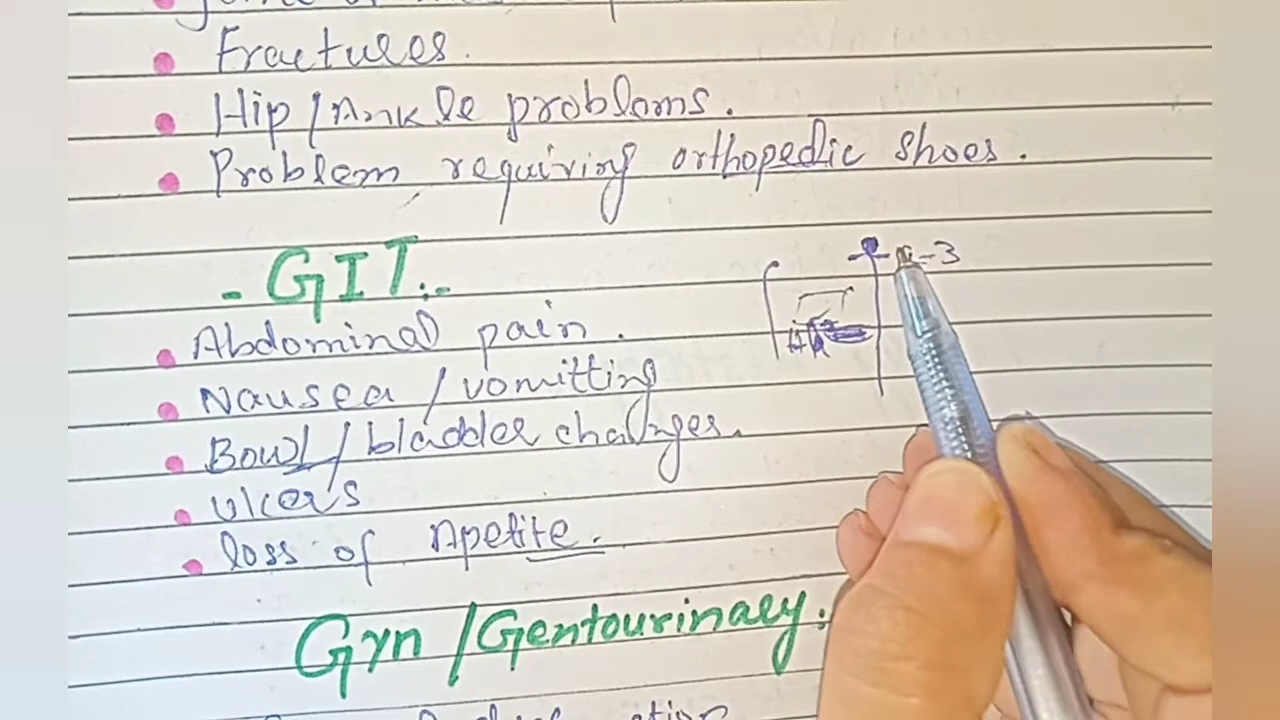 Fractures.
Hip / Ankle problems.
Problem requiring orthopedic shoes.
- GIT:-
Abdominal pain.
Nausea / vomitting
Bowl / bladder changes.
ulcers
loss of Apetite.
Gyn / Gentourinary: